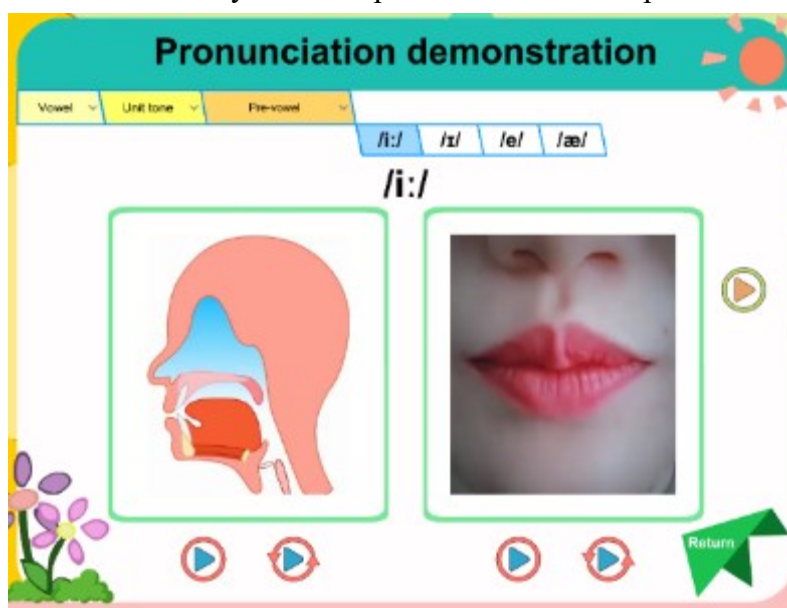 Pronunciation demonstration
Vowel Unit tone Pre-vowel
/iː/ /ɪ/ /e/ /æ/
/iː/
Return